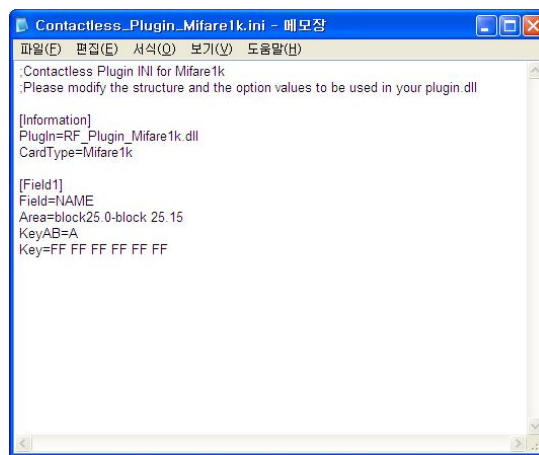 Contactless_Plugin_Mifare1k.ini - 메모장
파일(F) 편집(E) 서식(O) 보기(V) 도움말(H)
;Contactless Plugin INI for Mifare1k
;Please modify the structure and the option values to be used in your plugin.dll
[Information]
PlugIn=RF_Plugin_Mifare1k.dll
CardType=Mifare1k
[Field1]
Field=NAME
Area=block25.0-block 25.15
KeyAB=A
Key=FF FF FF FF FF FF